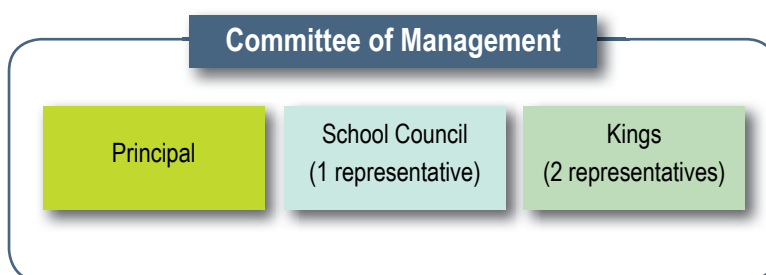 Committee of Management
Principal
School Council
(1 representative)
Kings
(2 representatives)